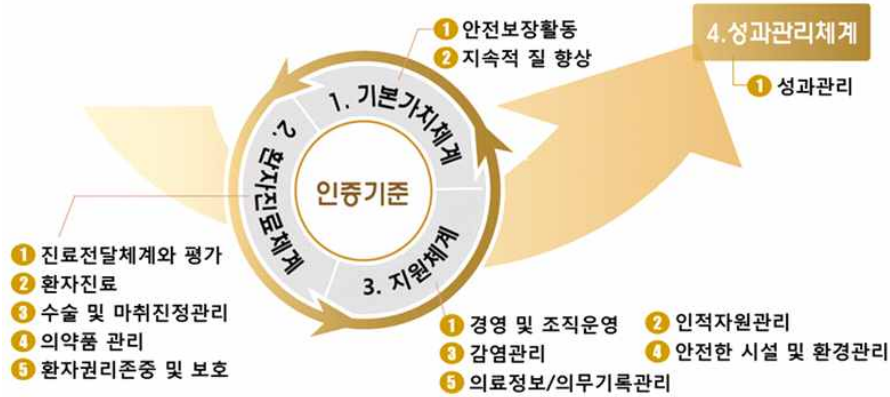 1 안전보장활동
2 지속적 질 향상
4.성과관리체계
1 성과관리
1. 기본가치체계
2. 환자진료체계
인증기준
3. 지원체계
1 진료전달체계와 평가
2 환자진료
3 수술 및 마취진정관리
4 의약품 관리
5 환자권리존중 및 보호
1 경영 및 조직운영
2 인적자원관리
3 감염관리
4 안전한 시설 및 환경관리
5 의료정보/의무기록관리